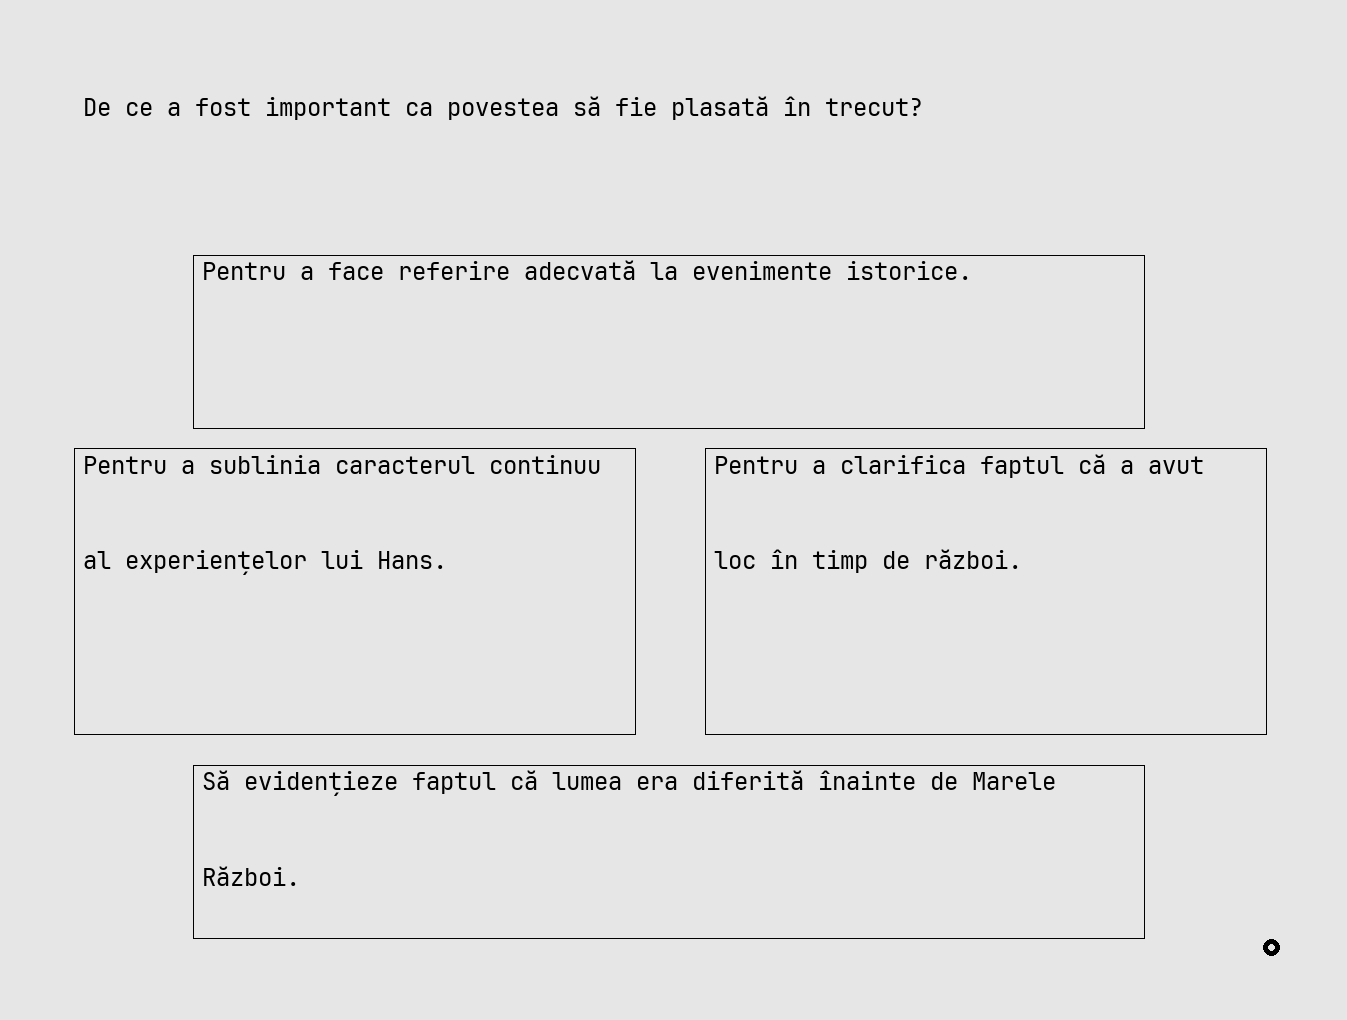 De ce a fost important ca povestea să fie plasată în trecut?
Pentru a face referire adecvată la evenimente istorice.
Pentru a sublinia caracterul continuu
al experiențelor lui Hans.
Pentru a clarifica faptul că a avut
loc în timp de război.
Să evidențieze faptul că lumea era diferită înainte de Marele
Război.